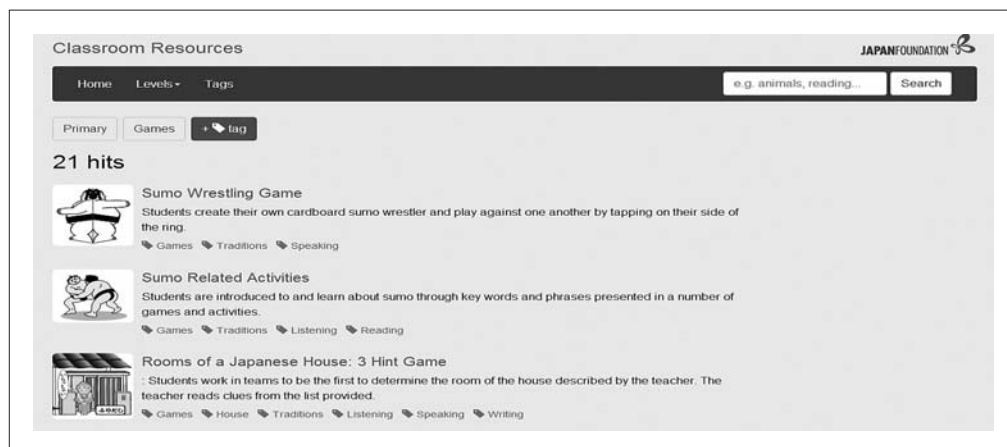 Classroom Resources
JAPANFOUNDATION
Home Levels Tags
e.g. animals, reading... Search
Primary Games + tag
21 hits
Sumo Wrestling Game
Students create their own cardboard sumo wrestler and play against one another by tapping on their side of
the ring.
Games Traditions Speaking
Sumo Related Activities
Students are introduced to and learn about sumo through key words and phrases presented in a number of
games and activities.
Games Traditions Listening Reading
Rooms of a Japanese House: 3 Hint Game
: Students work in teams to be the first to determine the room of the house described by the teacher. The
teacher reads clues from the list provided.
Games House Traditions Listening Speaking Writing